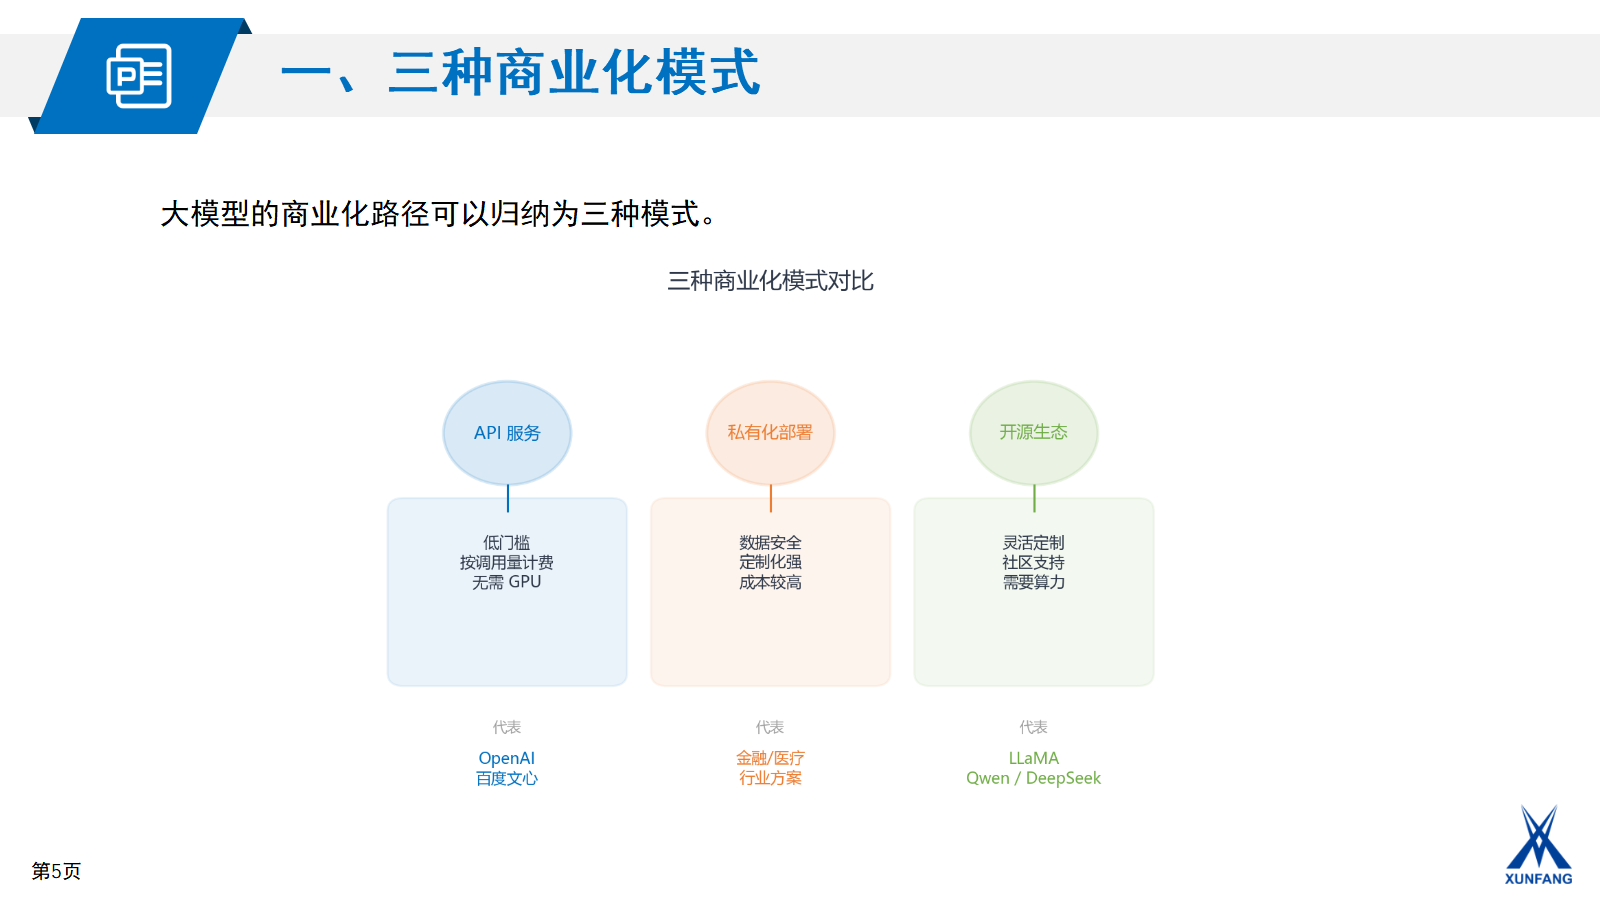 一、三种商业化模式
大模型的商业化路径可以归纳为三种模式。
三种商业化模式对比
API 服务
私有化部署
开源生态
低门槛
按调用量计费
无需 GPU
数据安全
定制化强
成本较高
灵活定制
社区支持
需要算力
代表
OpenAI
百度文心
代表
金融/医疗
行业方案
代表
LLaMA
Qwen / DeepSeek
第5页
XUNFANG